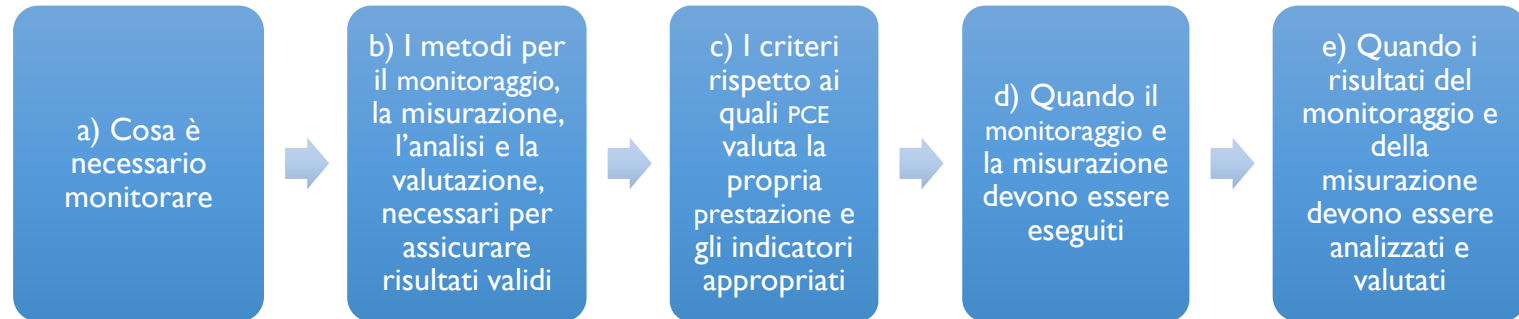 a) Cosa è
necessario
monitorare
b) I metodi per
il monitoraggio,
la misurazione,
l’analisi e la
valutazione,
necessari per
assicurare
risultati validi
c) I criteri
rispetto ai
quali PCE
valuta la
propria
prestazione e
gli indicatori
appropriati
d) Quando il
monitoraggio e
la misurazione
devono essere
eseguiti
e) Quando i
risultati del
monitoraggio e
della
misurazione
devono essere
analizzati e
valutati